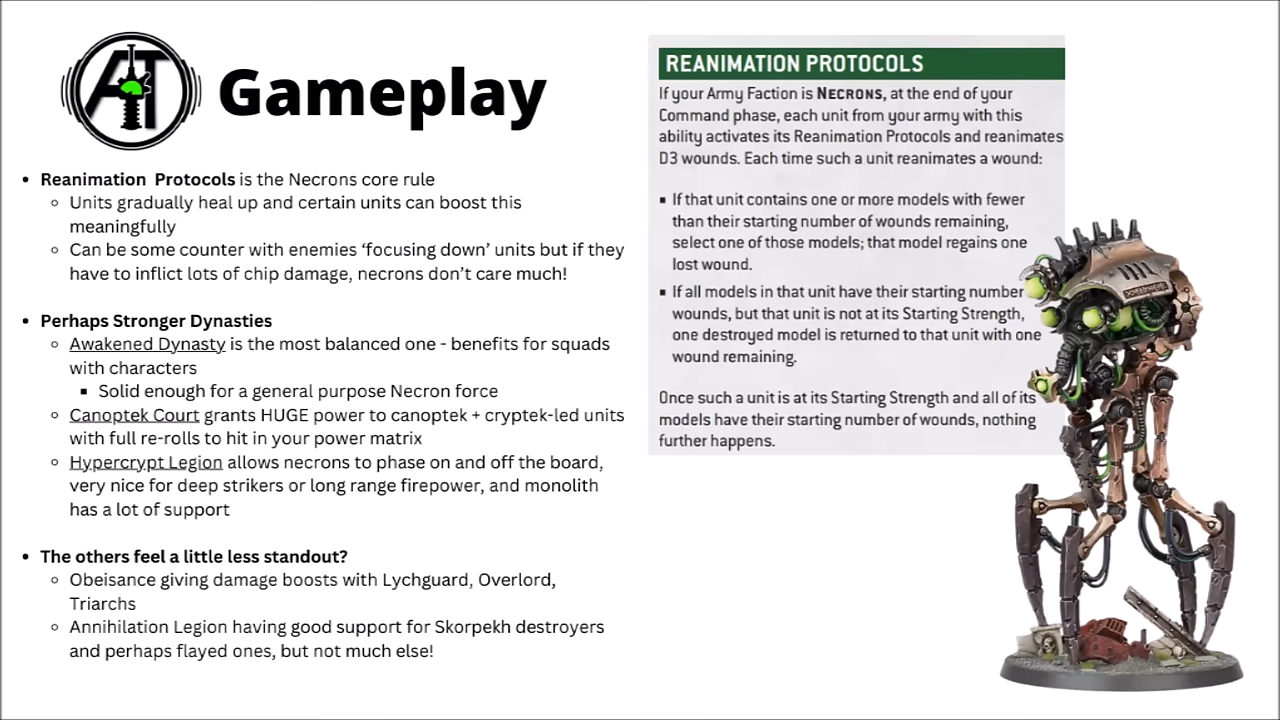 AT
Gameplay
• Reanimation Protocols is the Necrons core rule
◦ Units gradually heal up and certain units can boost this
meaningfully
◦ Can be some counter with enemies ‘focusing down’ units but if they
have to inflict lots of chip damage, necrons don’t care much!
• Perhaps Stronger Dynasties
◦ Awakened Dynasty is the most balanced one - benefits for squads
with characters
▪ Solid enough for a general purpose Necron force
◦ Canoptek Court grants HUGE power to canoptek + cryptek-led units
with full re-rolls to hit in your power matrix
◦ Hypercrypt Legion allows necrons to phase on and off the board,
very nice for deep strikers or long range firepower, and monolith
has a lot of support
• The others feel a little less standout?
◦ Obeisance giving damage boosts with Lychguard, Overlord,
Triarchs
◦ Annihilation Legion having good support for Skorpekh destroyers
and perhaps flayed ones, but not much else!
REANIMATION PROTOCOLS
If your Army Faction is NECRONS, at the end of your
Command phase, each unit from your army with this
ability activates its Reanimation Protocols and reanimates
D3 wounds. Each time such a unit reanimates a wound:
▪ If that unit contains one or more models with fewer
than their starting number of wounds remaining,
select one of those models; that model regains one
lost wound.
▪ If all models in that unit have their starting number
wounds, but that unit is not at its Starting Strength,
one destroyed model is returned to that unit with one
wound remaining.
Once such a unit is at its Starting Strength and all of its
models have their starting number of wounds, nothing
further happens.